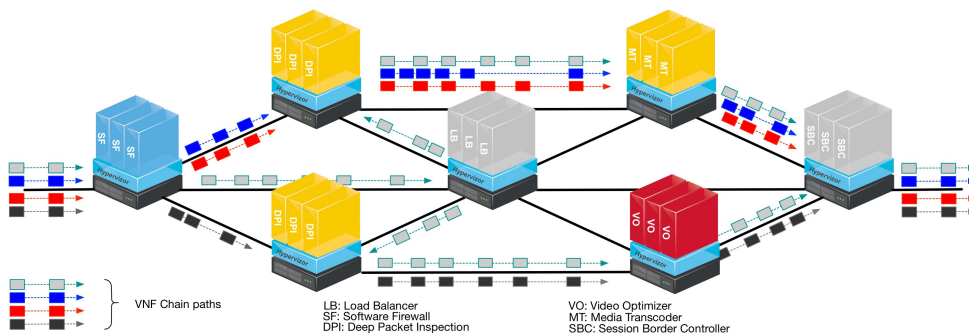 DPI DPI DPI
Hypervizor
MT MT MT
Hypervizor
SF SF SF
Hypervizor
LB LB LB
Hypervizor
SBC SBC SBC
Hypervizor
DPI DPI DPI
Hypervizor
VO VO VO
Hypervizor
VNF Chain paths
LB: Load Balancer
SF: Software Firewall
DPI: Deep Packet Inspection
VO: Video Optimizer
MT: Media Transcoder
SBC: Session Border Controller